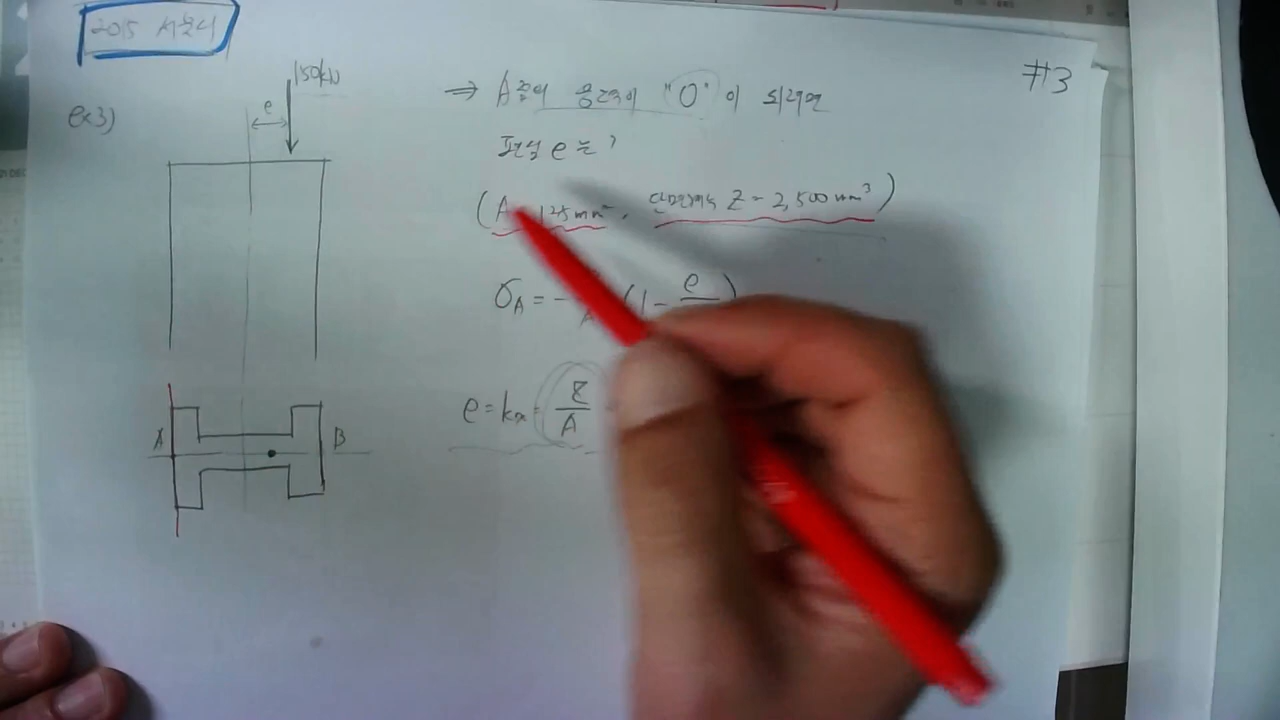 2015 서울시
#3
ex3)
150kN
e
⇒ A점의 응력이 "0"이 되려면
편심 e는?
(A = 125mm², 단면계수 Z = 2,500mm³)
σA = - (1 - e
e = kx = Z/A
A
B